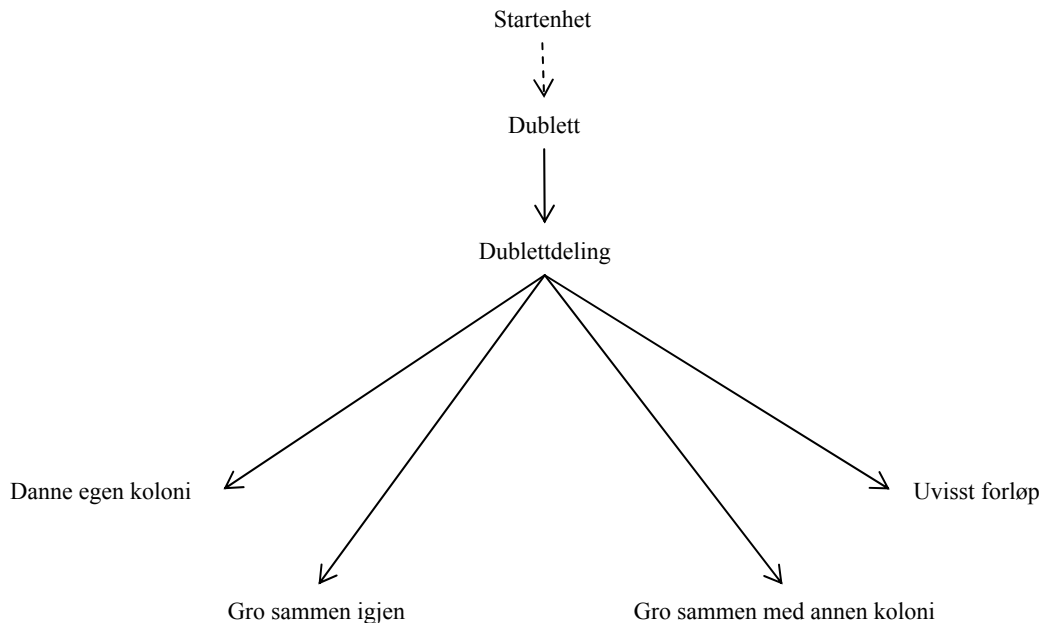 Startenhet
Dublett
Dublettdeling
Danne egen koloni
Uvisst forløp
Gro sammen igjen
Gro sammen med annen koloni